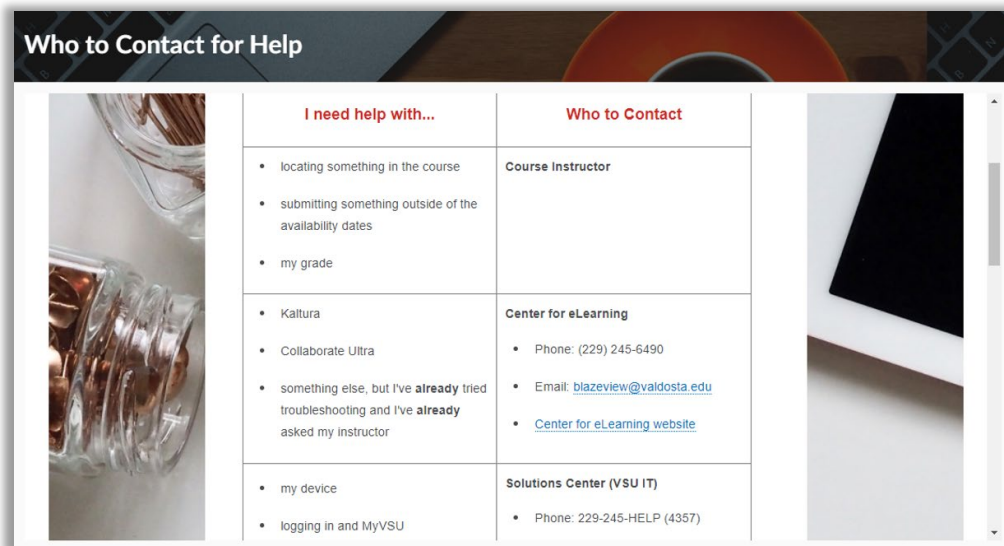 Who to Contact for Help
I need help with...
Who to Contact
• locating something in the course
• submitting something outside of the
availability dates
• my grade
Course Instructor
• Kaltura
• Collaborate Ultra
• something else, but I've already tried
troubleshooting and I've already
asked my instructor
Center for eLearning
• Phone: (229) 245-6490
• Email: blazeview@valdosta.edu
• Center for eLearning website
• my device
• logging in and MyVSU
Solutions Center (VSU IT)
• Phone: 229-245-HELP (4357)